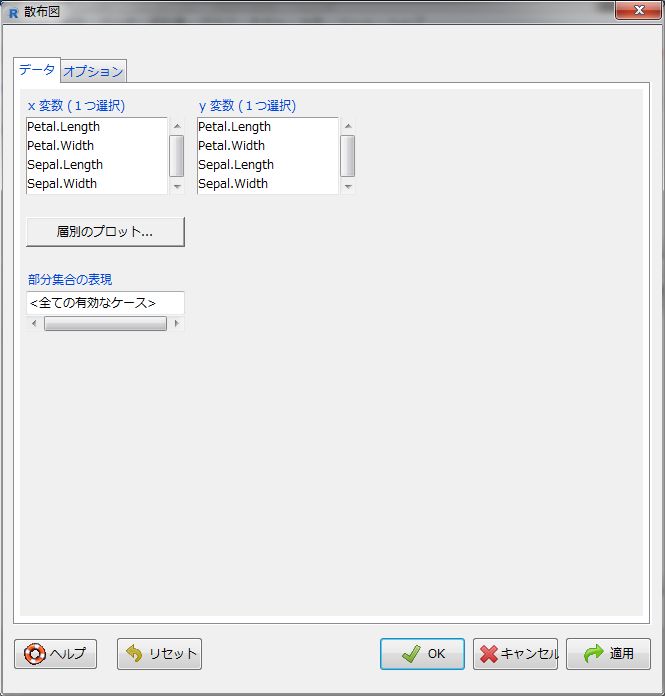 R 散布図
データ オプション
x 変数 (1つ選択) y 変数 (1つ選択)
Petal.Length Petal.Length
Petal.Width Petal.Width
Sepal.Length Sepal.Length
Sepal.Width Sepal.Width
層別のプロット...
部分集合の表現
<全ての有効なケース>
ヘルプ リセット OK キャンセル 適用